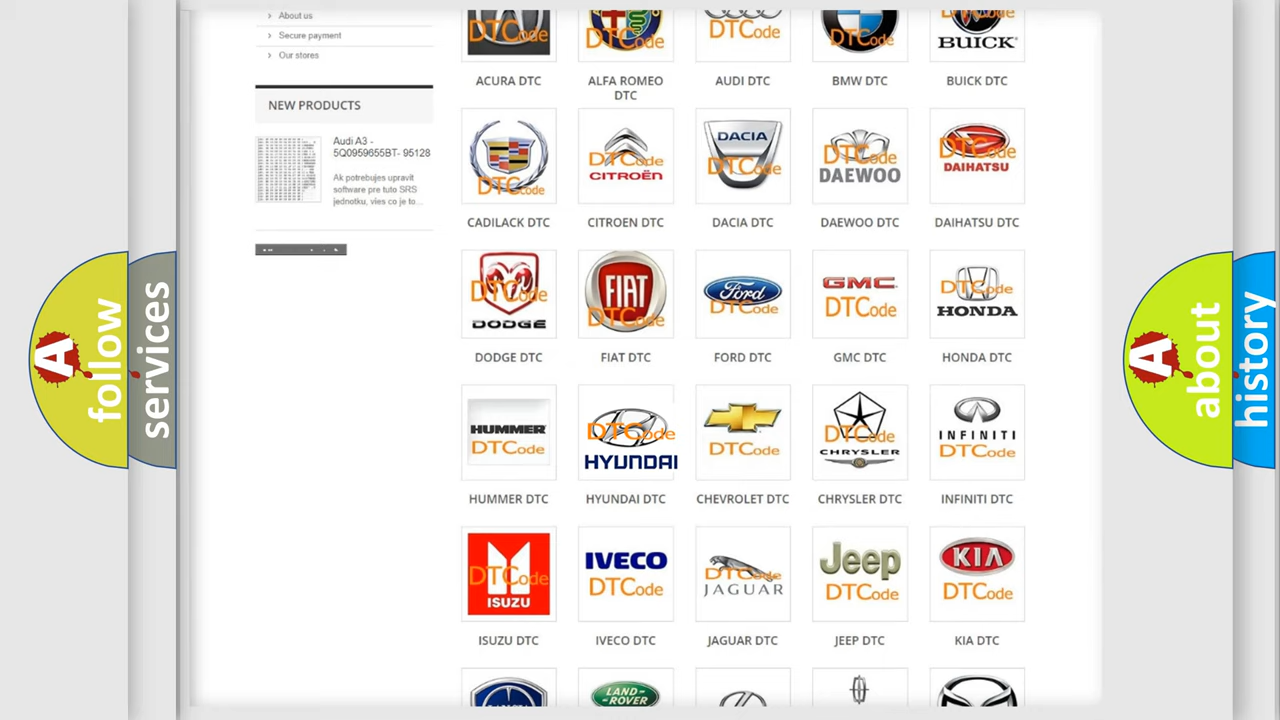 About us
Secure payment
Our stores
NEW PRODUCTS
Audi A3 -
5Q0959655BT- 95128
Ak potrebujes upravit
software pre tuto SRS
jednotku, vies co je to...
DTCode
DTCode
DTCode
DTCode
BUICK
ACURA DTC
ALFA ROMEO
DTC
AUDI DTC
BMW DTC
BUICK DTC
DTCode
DTCode
CITROËN
DACIA
DTCode
DTCode
DAEWOO
DTCode
DAIHATSU
CADILACK DTC
CITROEN DTC
DACIA DTC
DAEWOO DTC
DAIHATSU DTC
DTCode
DODGE
FIAT
DTCode
Ford
DTCode
GMC
DTCode
DTCode
HONDA
DODGE DTC
FIAT DTC
FORD DTC
GMC DTC
HONDA DTC
HUMMER
DTCode
DTCode
HYUNDAI
DTCode
DTCode
CHRYSLER
INFINITI
DTCode
HUMMER DTC
HYUNDAI DTC
CHEVROLET DTC
CHRYSLER DTC
INFINITI DTC
DTCode
ISUZU
IVECO
DTCode
DTCode
JAGUAR
Jeep
DTCode
KIA
DTCode
ISUZU DTC
IVECO DTC
JAGUAR DTC
JEEP DTC
KIA DTC
LAND-
ROVER
A
follow
services
A
about
history